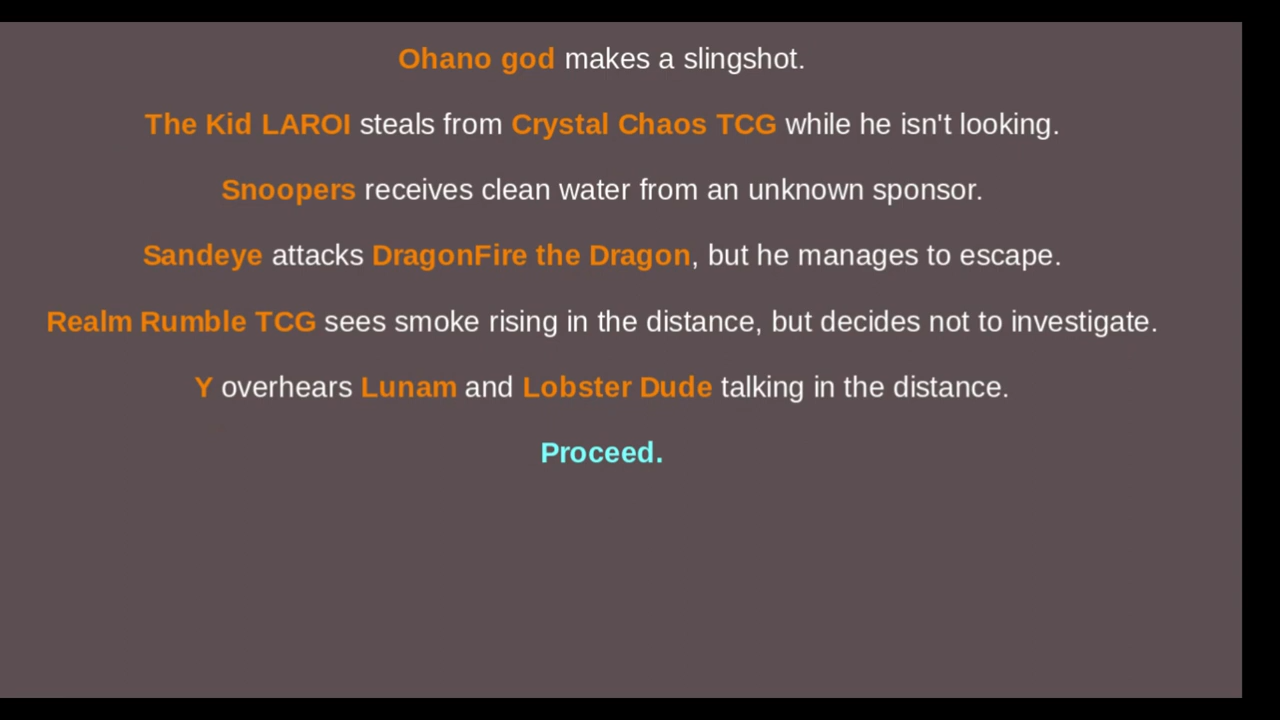 Ohano god makes a slingshot.
The Kid LAROI steals from Crystal Chaos TCG while he isn't looking.
Snoopers receives clean water from an unknown sponsor.
Sandeye attacks DragonFire the Dragon, but he manages to escape.
Realm Rumble TCG sees smoke rising in the distance, but decides not to investigate.
Y overhears Lunam and Lobster Dude talking in the distance.
Proceed.